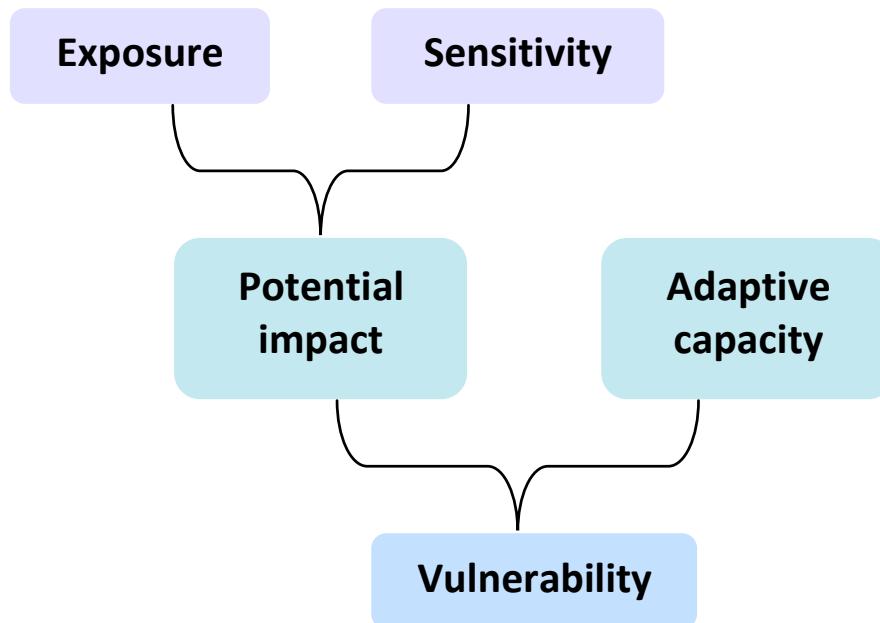 Exposure
Sensitivity
Potential
impact
Adaptive
capacity
Vulnerability